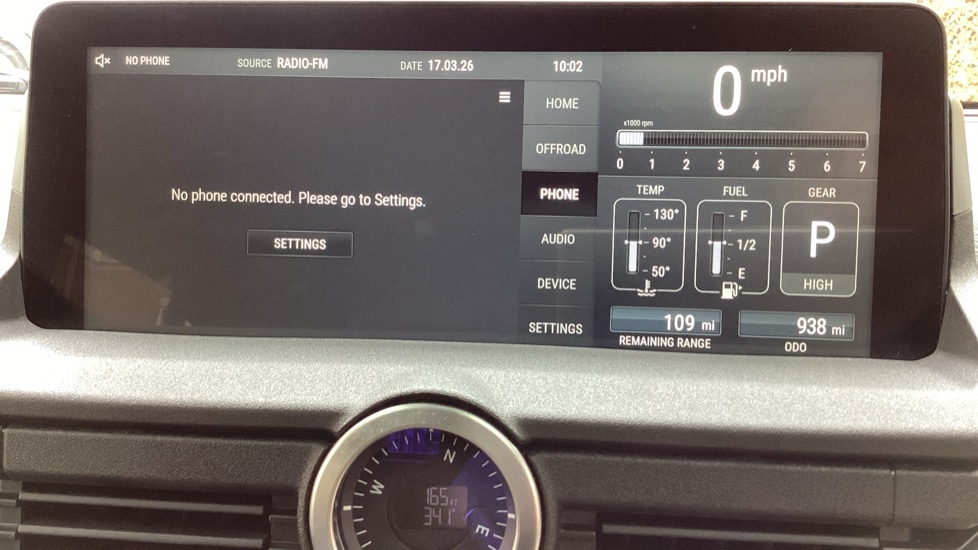 NO PHONE SOURCE RADIO-FM DATE 17.03.26 10:02
No phone connected. Please go to Settings.
SETTINGS
HOME
OFFROAD
PHONE
AUDIO
DEVICE
SETTINGS
0 mph
x1000 rpm
0 1 2 3 4 5 6 7
TEMP
130°
90°
50°
FUEL
F
1/2
E
GEAR
P
HIGH
109 mi
REMAINING RANGE
938 mi
ODO
N
W
E
165 FT
341°